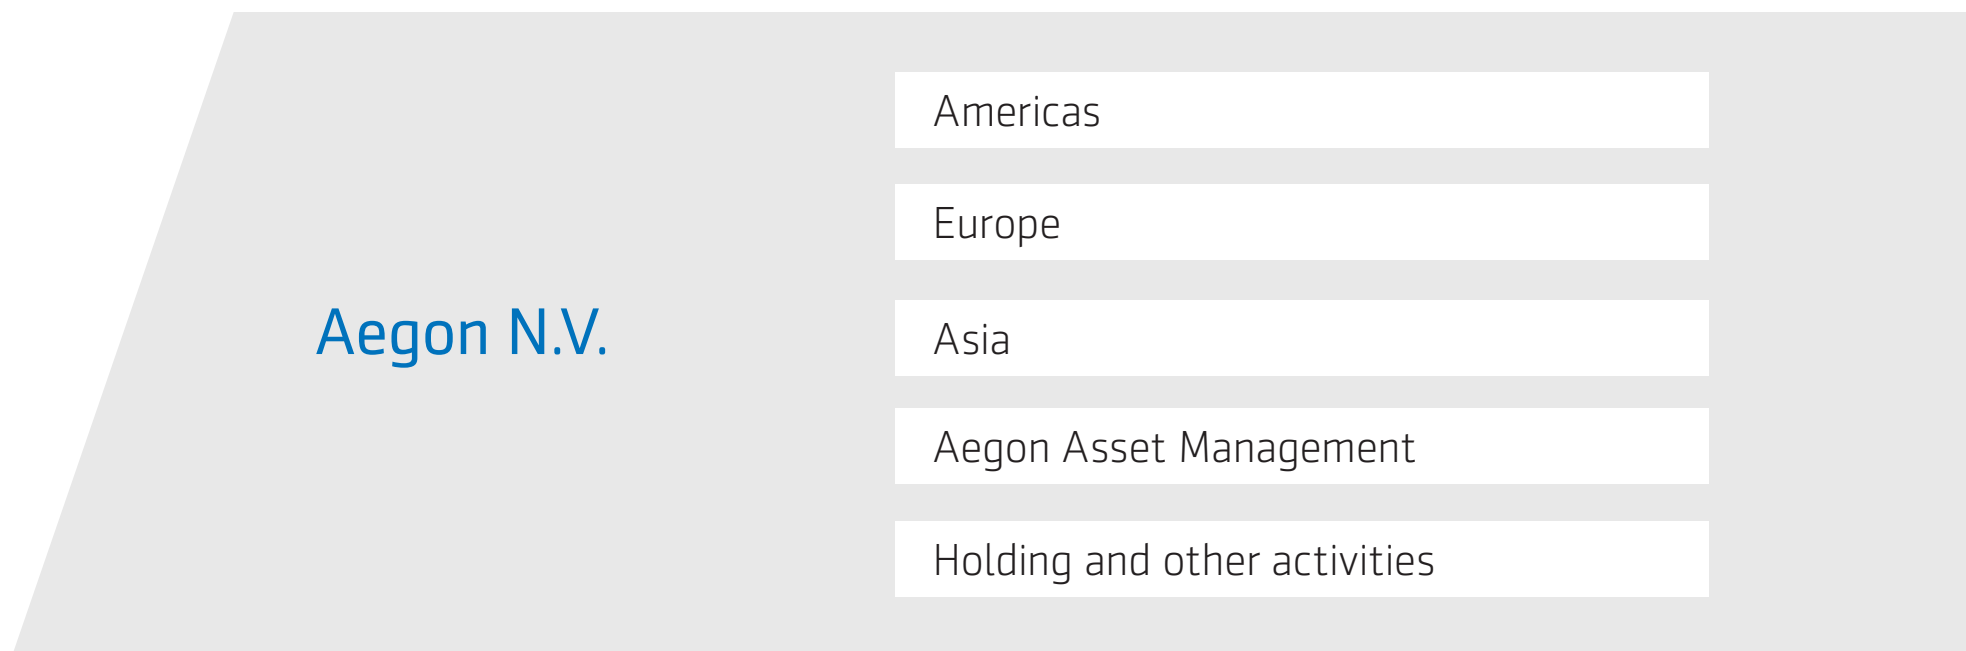 Aegon N.V.
Americas
Europe
Asia
Aegon Asset Management
Holding and other activities